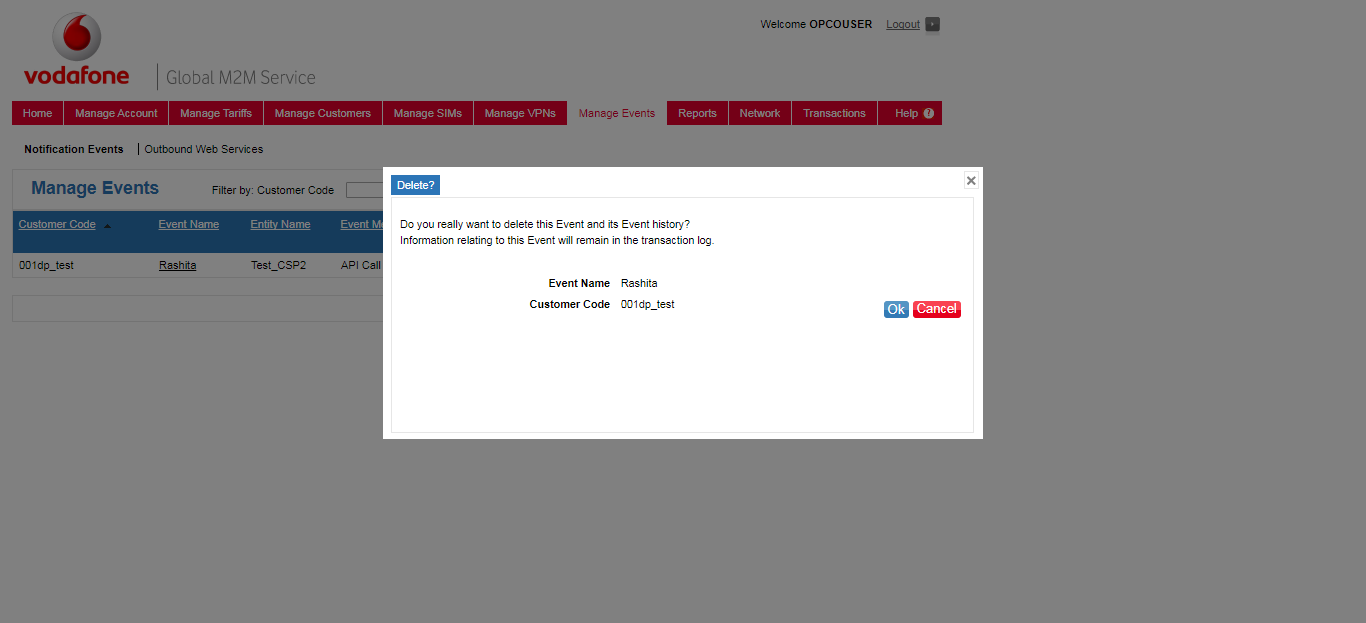 Welcome OPCOUSER Logout
vodafone
Global M2M Service
Home Manage Account Manage Tariffs Manage Customers Manage SIMs Manage VPNs Manage Events Reports Network Transactions Help
Notification Events Outbound Web Services
Manage Events Filter by: Customer Code
Customer Code Event Name Entity Name Event Me
001dp_test Rashita Test_CSP2 API Call
Delete?
Do you really want to delete this Event and its Event history?
Information relating to this Event will remain in the transaction log.
Event Name Rashita
Customer Code 001dp_test
Ok Cancel